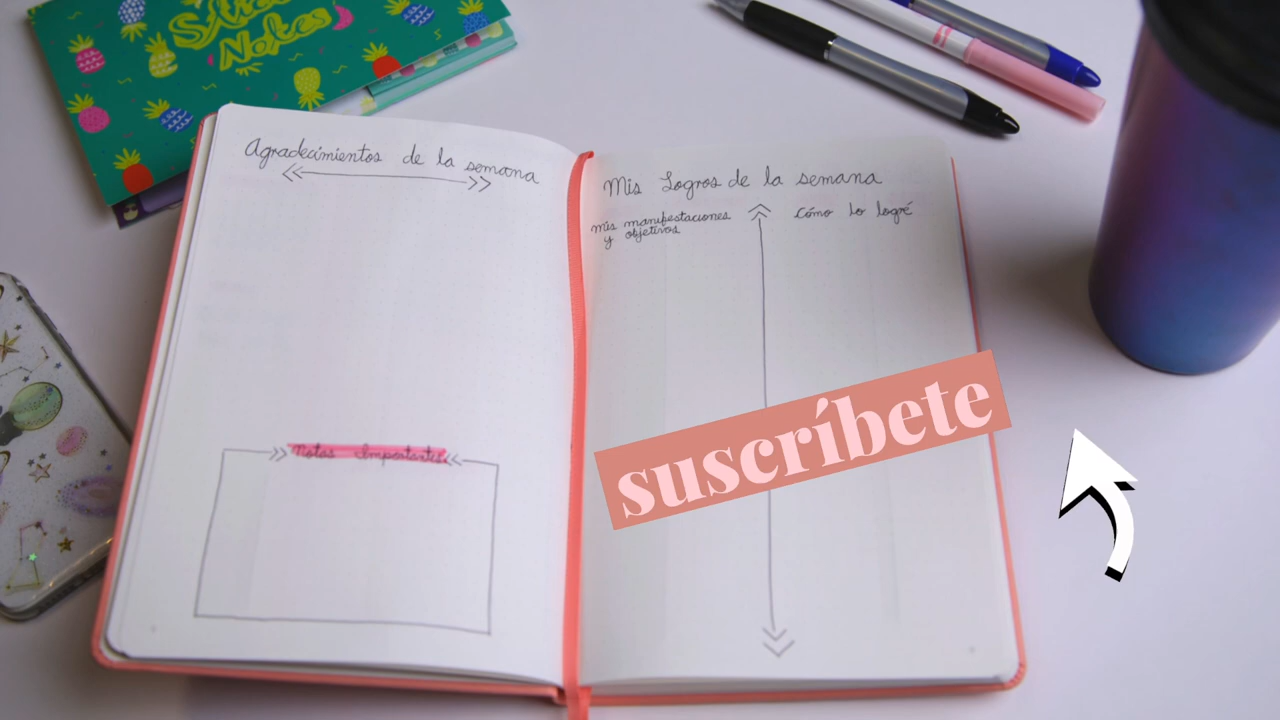 Sticky
Notes
Agradecimientos de la semana
Notas Importantes
Mis Logros de la semana
mis manifestaciones
y objetivos
Cómo lo logré
suscríbete